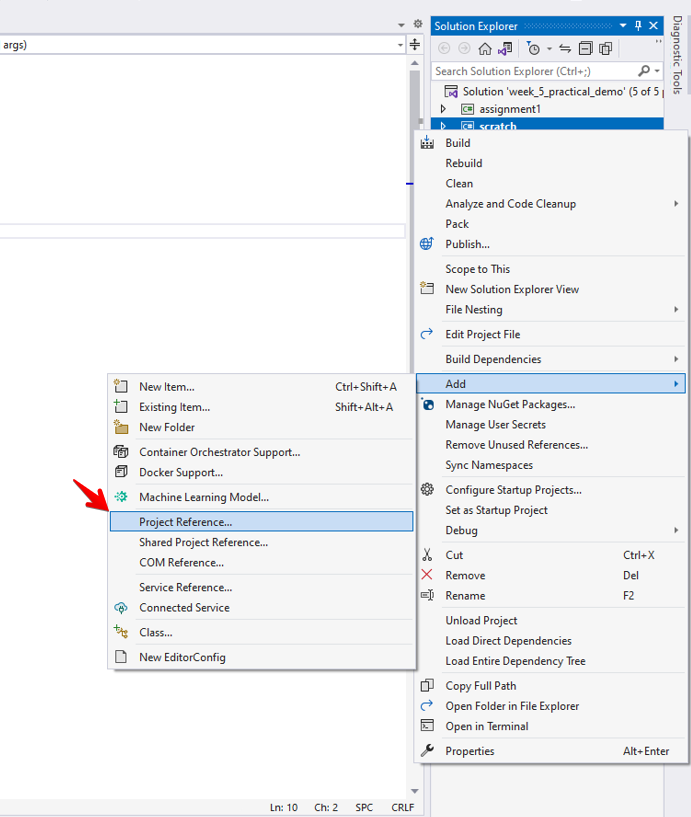 Solution Explorer
Diagnostic Tools
args)
Search Solution Explorer (Ctrl+;)
Solution 'week_5_practical_demo' (5 of 5 p
assignment1
scratch
Build
Rebuild
Clean
Analyze and Code Cleanup
Pack
Publish...
Scope to This
New Solution Explorer View
File Nesting
Edit Project File
Build Dependencies
Add
Manage NuGet Packages...
Manage User Secrets
Remove Unused References...
Sync Namespaces
Configure Startup Projects...
Set as Startup Project
Debug
Cut Ctrl+X
Remove Del
Rename F2
Unload Project
Load Direct Dependencies
Load Entire Dependency Tree
Copy Full Path
Open Folder in File Explorer
Open in Terminal
Properties Alt+Enter
New Item... Ctrl+Shift+A
Existing Item... Shift+Alt+A
New Folder
Container Orchestrator Support...
Docker Support...
Machine Learning Model...
Project Reference...
Shared Project Reference...
COM Reference...
Service Reference...
Connected Service
Class...
New EditorConfig
Ln: 10 Ch: 2 SPC CRLF